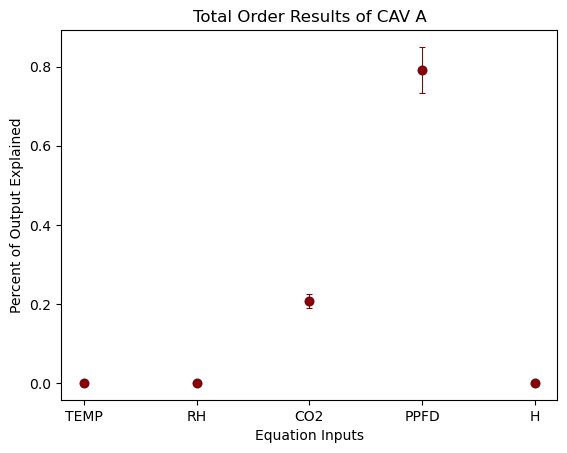 Total Order Results of CAV A
Percent of Output Explained
0.8
0.6
0.4
0.2
0.0
TEMP RH CO2 PPFD H
Equation Inputs